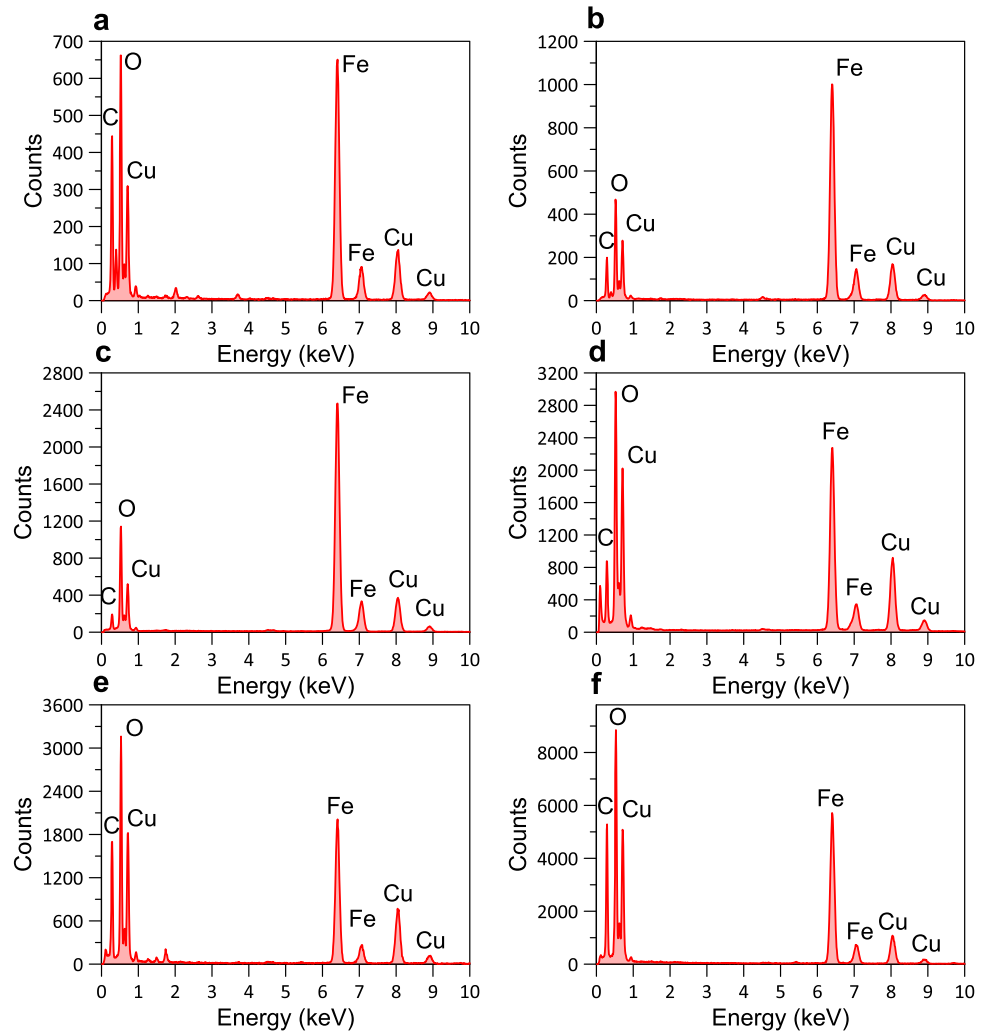 a
700
600
500
400
300
200
100
0
Counts
C
O
Cu
Fe
Fe
Cu
Cu
0 1 2 3 4 5 6 7 8 9 10
Energy (keV)
b
1200
1000
800
600
400
200
0
Counts
C
O
Cu
Fe
Fe
Cu
Cu
0 1 2 3 4 5 6 7 8 9 10
Energy (keV)
c
2800
2400
2000
1600
1200
800
400
0
Counts
C
O
Cu
Fe
Fe
Cu
Cu
0 1 2 3 4 5 6 7 8 9 10
Energy (keV)
d
3200
2800
2400
2000
1600
1200
800
400
0
Counts
C
O
Cu
Fe
Fe
Cu
Cu
0 1 2 3 4 5 6 7 8 9 10
Energy (keV)
e
3600
3000
2400
1800
1200
600
0
Counts
C
O
Cu
Fe
Fe
Cu
Cu
0 1 2 3 4 5 6 7 8 9 10
Energy (keV)
f
8000
6000
4000
2000
0
Counts
C
O
Cu
Fe
Fe
Cu
Cu
0 1 2 3 4 5 6 7 8 9 10
Energy (keV)